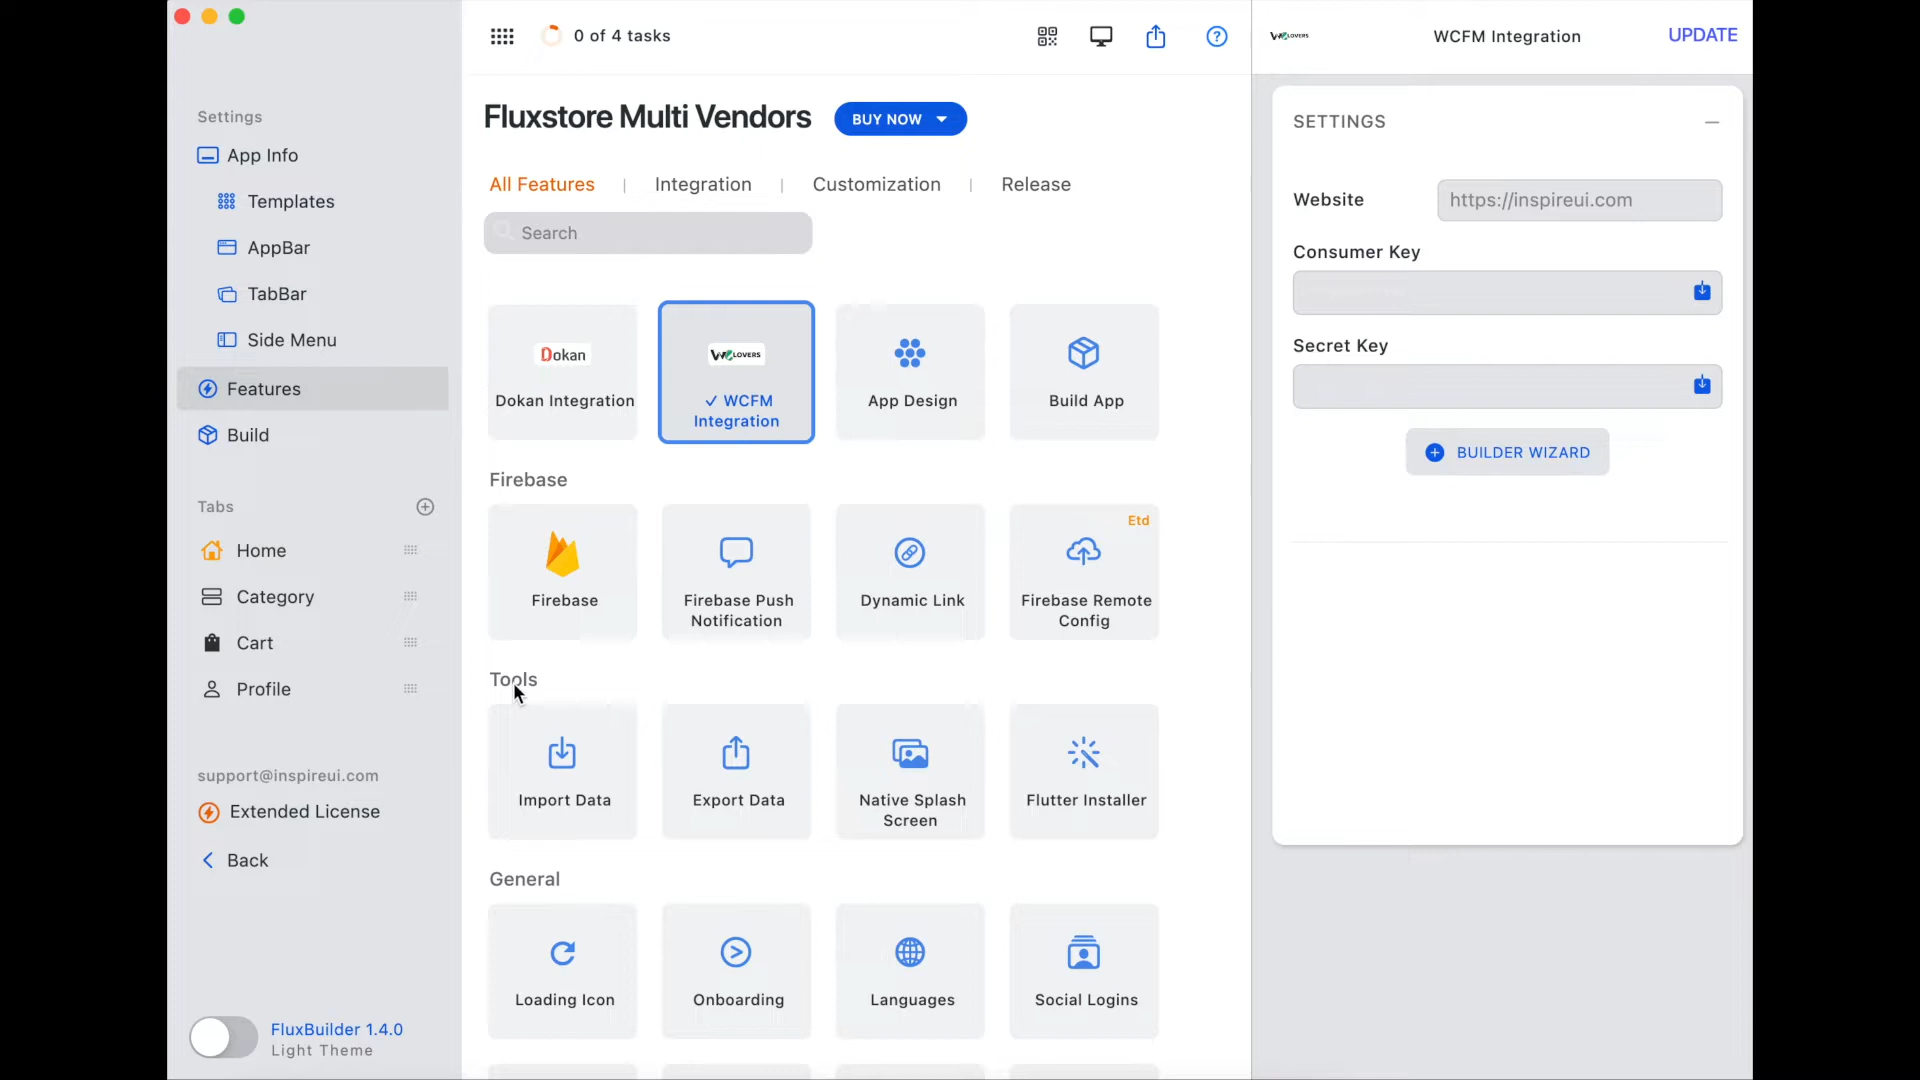 Settings
App Info
Templates
AppBar
TabBar
Side Menu
Features
Build
Tabs
Home
Category
Cart
Profile
support@inspireui.com
Extended License
Back
FluxBuilder 1.4.0
Light Theme
0 of 4 tasks
Fluxstore Multi Vendors
BUY NOW
All Features | Integration | Customization | Release
Search
Dokan
Dokan Integration
LOVERS
✓ WCFM
Integration
App Design
Build App
Firebase
Firebase
Firebase Push
Notification
Dynamic Link
Etd
Firebase Remote
Config
Tools
Import Data
Export Data
Native Splash
Screen
Flutter Installer
General
Loading Icon
Onboarding
Languages
Social Logins
LOVERS
WCFM Integration
UPDATE
SETTINGS
Website
https://inspireui.com
Consumer Key
Secret Key
BUILDER WIZARD